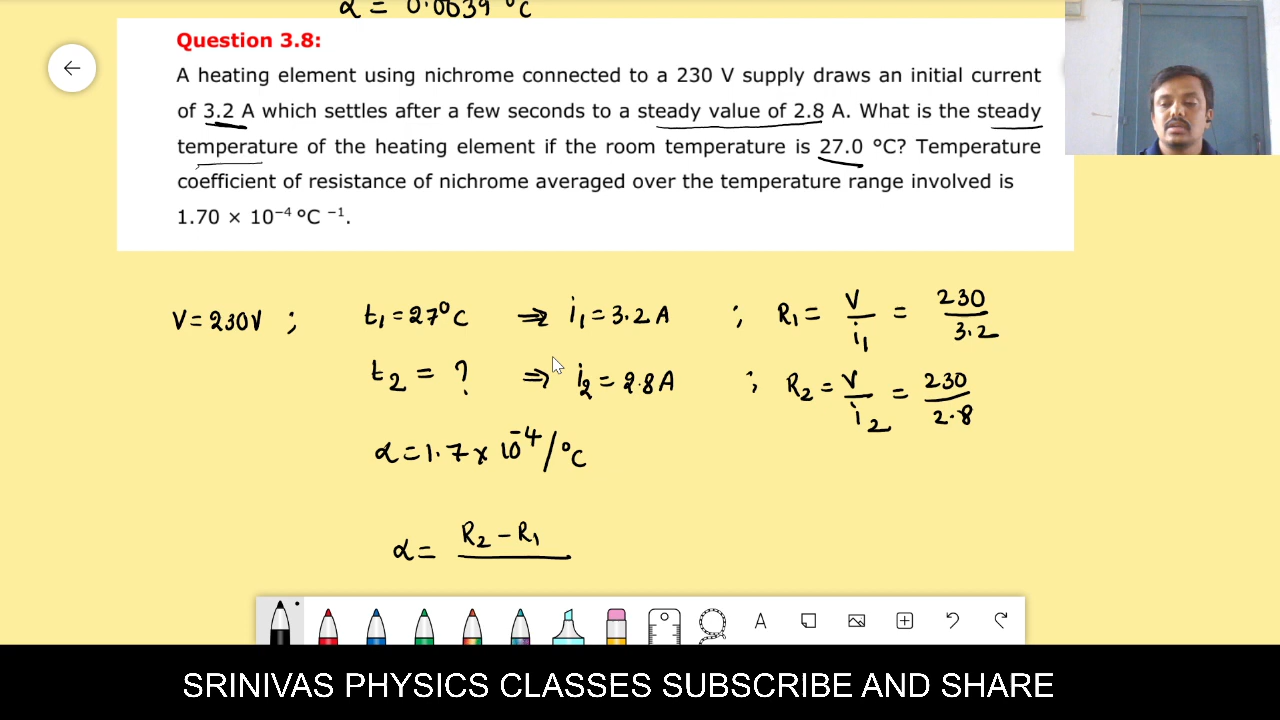 α = 0.0039 °C
Question 3.8:
A heating element using nichrome connected to a 230 V supply draws an initial current
of 3.2 A which settles after a few seconds to a steady value of 2.8 A. What is the steady
temperature of the heating element if the room temperature is 27.0 °C? Temperature
coefficient of resistance of nichrome averaged over the temperature range involved is
1.70 × 10⁻⁴ °C ⁻¹.
V = 230V ; t₁ = 27°C ⇒ i₁ = 3.2 A ; R₁ = V/i₁ = 230/3.2
t₂ = ? ⇒ i₂ = 2.8A ; R₂ = V/i₂ = 230/2.8
α = 1.7 × 10⁻⁴/°C
α = R₂ − R₁
A
SRINIVAS PHYSICS CLASSES SUBSCRIBE AND SHARE